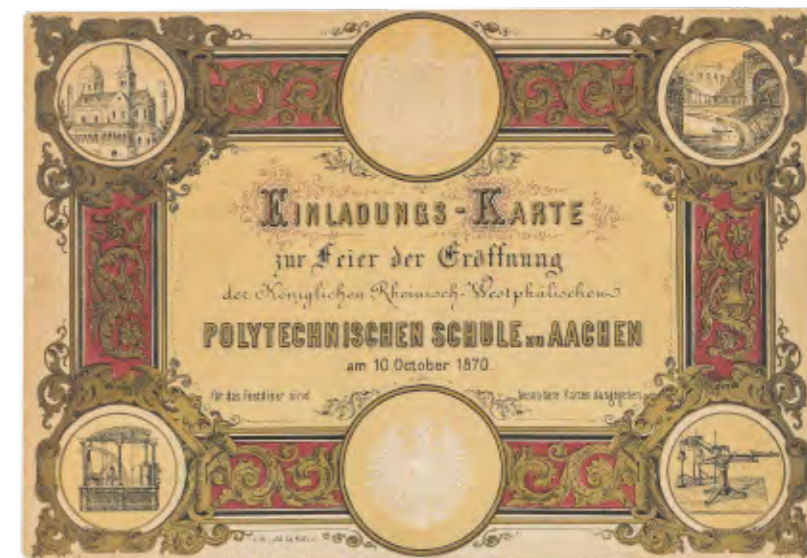 EINLADUNGS-KARTE
zur Feier der Eröffnung
der Königlichen Rheinisch-Westphälischen
POLYTECHNISCHEN SCHULE zu AACHEN
am 10 October 1870.
für das Festdiner sind besondere Karten ausgegeben